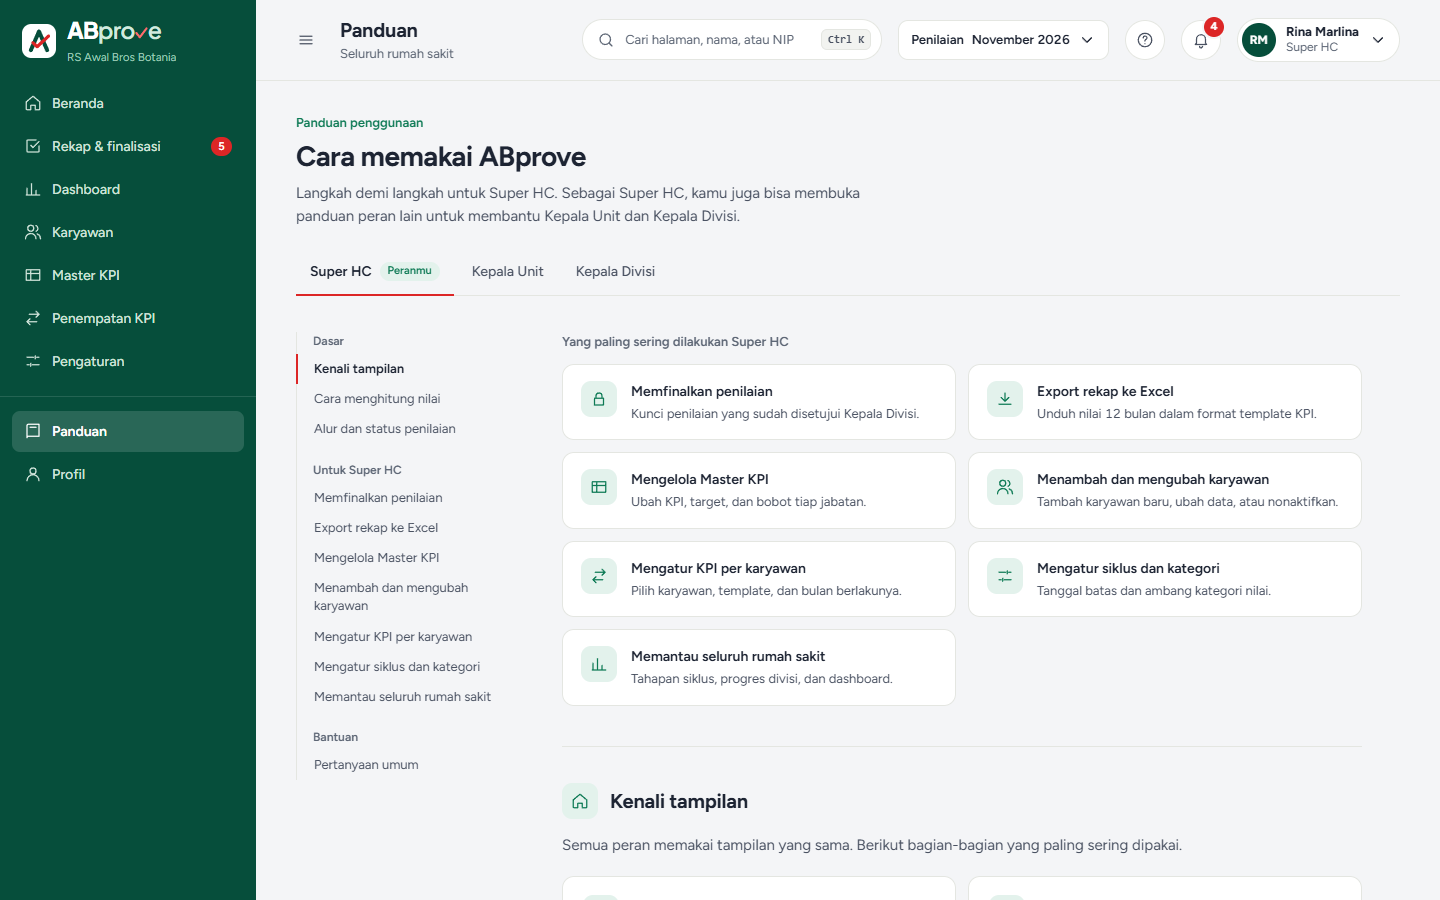 ABprove
RS Awal Bros Botania
Beranda
Rekap & finalisasi
5
Dashboard
Karyawan
Master KPI
Penempatan KPI
Pengaturan
Panduan
Profil
Panduan
Seluruh rumah sakit
Cari halaman, nama, atau NIP
Ctrl K
Penilaian November 2026
4
RM
Rina Marlina
Super HC
Panduan penggunaan
Cara memakai ABprove
Langkah demi langkah untuk Super HC. Sebagai Super HC, kamu juga bisa membuka
panduan peran lain untuk membantu Kepala Unit dan Kepala Divisi.
Super HC
Peranmu
Kepala Unit
Kepala Divisi
Dasar
Kenali tampilan
Cara menghitung nilai
Alur dan status penilaian
Untuk Super HC
Memfinalkan penilaian
Export rekap ke Excel
Mengelola Master KPI
Menambah dan mengubah
karyawan
Mengatur KPI per karyawan
Mengatur siklus dan kategori
Memantau seluruh rumah sakit
Bantuan
Pertanyaan umum
Yang paling sering dilakukan Super HC
Memfinalkan penilaian
Kunci penilaian yang sudah disetujui Kepala Divisi.
Export rekap ke Excel
Unduh nilai 12 bulan dalam format template KPI.
Mengelola Master KPI
Ubah KPI, target, dan bobot tiap jabatan.
Menambah dan mengubah karyawan
Tambah karyawan baru, ubah data, atau nonaktifkan.
Mengatur KPI per karyawan
Pilih karyawan, template, dan bulan berlakunya.
Mengatur siklus dan kategori
Tanggal batas dan ambang kategori nilai.
Memantau seluruh rumah sakit
Tahapan siklus, progres divisi, dan dashboard.
Kenali tampilan
Semua peran memakai tampilan yang sama. Berikut bagian-bagian yang paling sering dipakai.